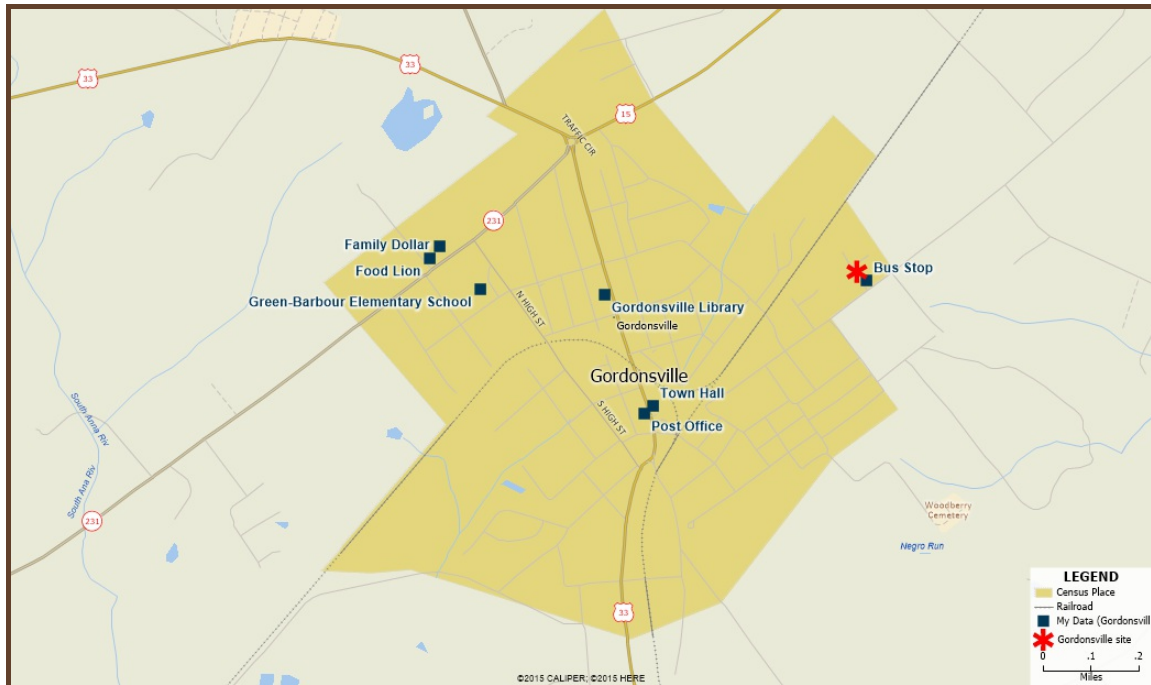 33
33
15
TRAFFIC CIR
231
Family Dollar
Food Lion
Green-Barbour Elementary School
N HIGH ST
Bus Stop
Gordonsville Library
Gordonsville
Gordonsville
Town Hall
Post Office
S HIGH ST
South Anna Riv
South Ana Riv
231
Woodberry
Cemetery
Negro Run
33
LEGEND
Census Place
Railroad
My Data (Gordonsvill
Gordonsville site
0 .1 .2
Miles
©2015 CALIPER; ©2015 HERE